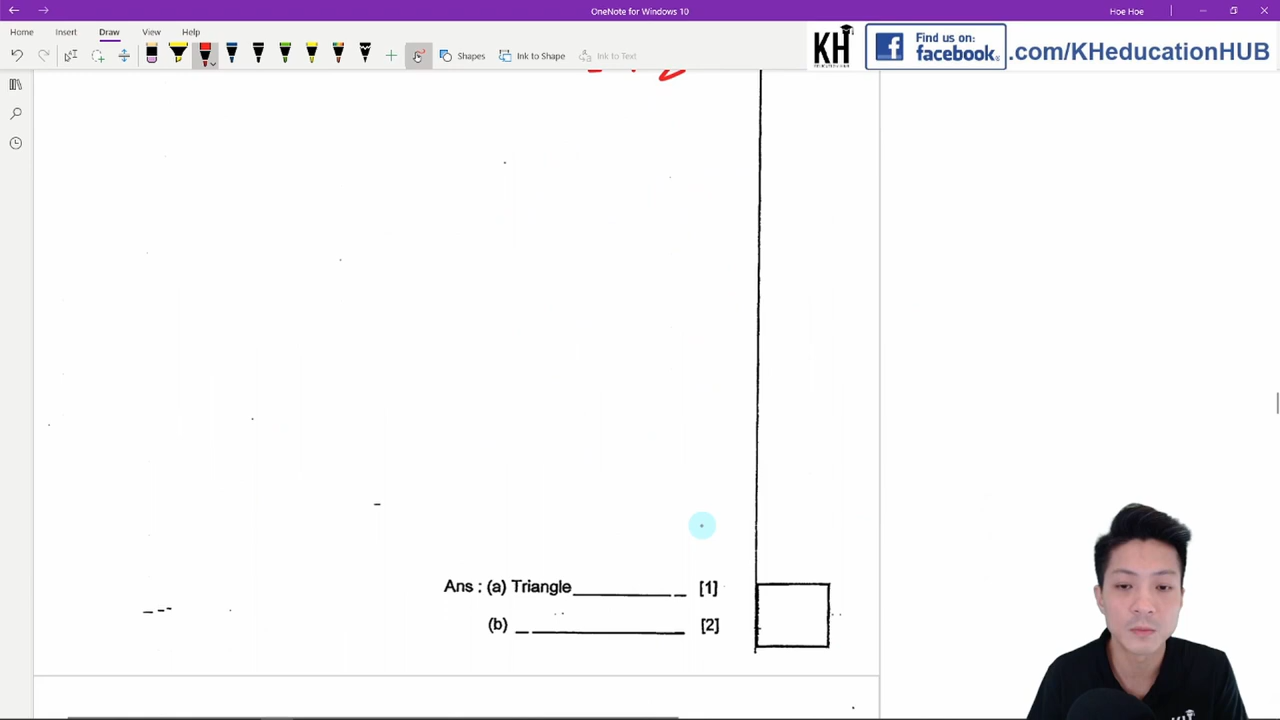 OneNote for Windows 10
Hoe Hoe
Home Insert Draw View Help
Shapes Ink to Shape Ink to Text
KH
Find us on:
facebook.
.com/KHeducationHUB
Ans : (a) Triangle [1]
(b) [2]